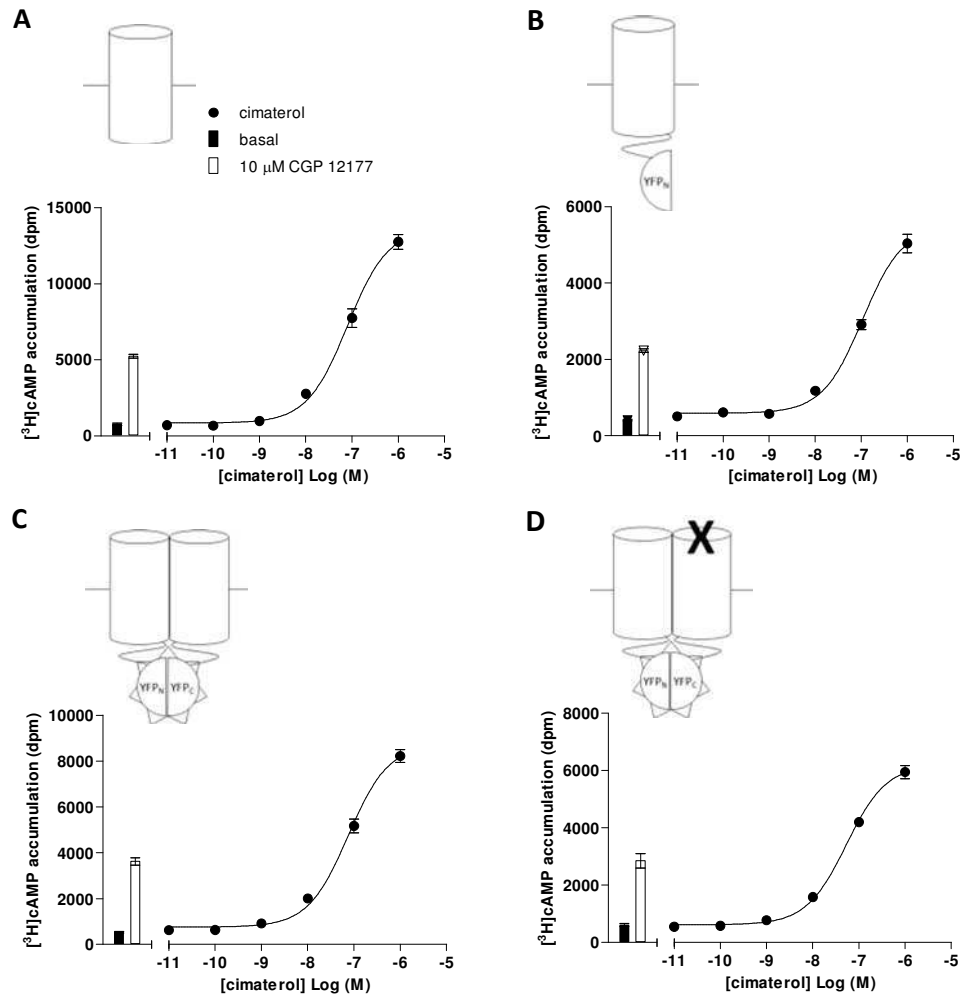 A
cimaterol
basal
10 μM CGP 12177
[³H]cAMP accumulation (dpm)
15000
10000
5000
0
-11 -10 -9 -8 -7 -6 -5
[cimaterol] Log (M)
B
YFP_N
[³H]cAMP accumulation (dpm)
6000
4000
2000
0
-11 -10 -9 -8 -7 -6 -5
[cimaterol] Log (M)
C
YFP_N YFP_C
[³H]cAMP accumulation (dpm)
10000
8000
6000
4000
2000
0
-11 -10 -9 -8 -7 -6 -5
[cimaterol] Log (M)
D
X
YFP_N YFP_C
[³H]cAMP accumulation (dpm)
8000
6000
4000
2000
0
-11 -10 -9 -8 -7 -6 -5
[cimaterol] Log (M)